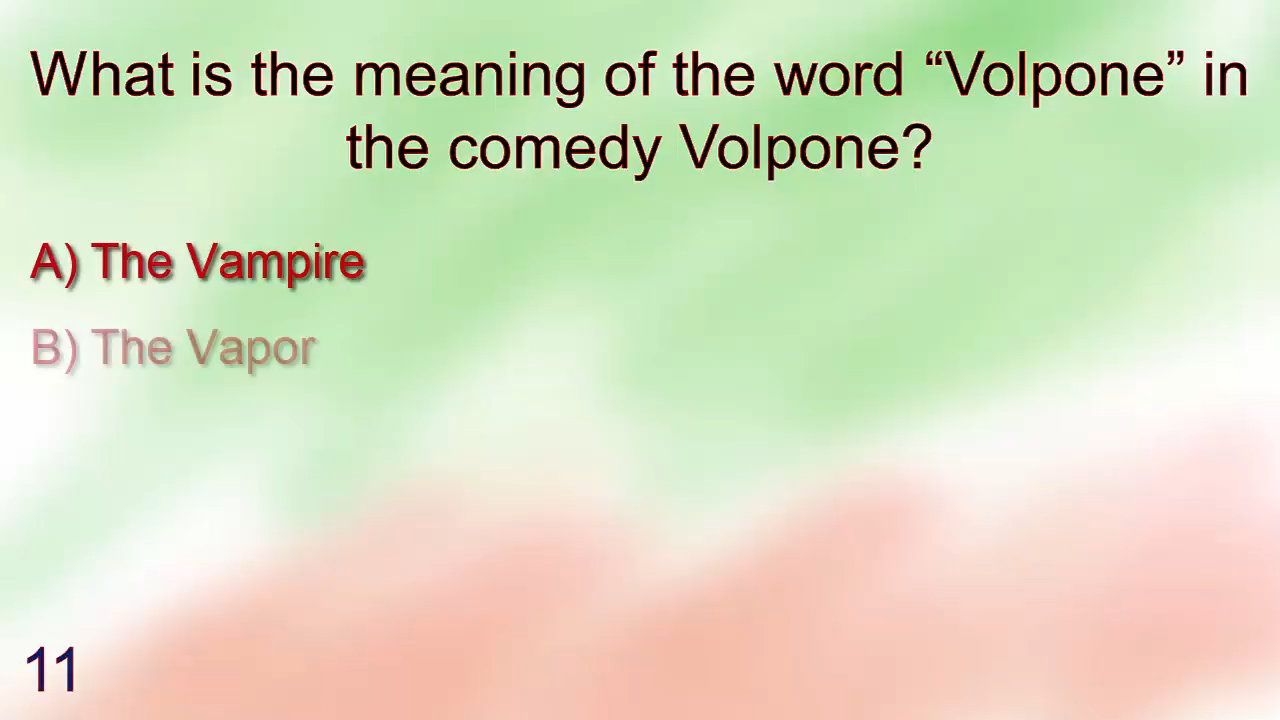 What is the meaning of the word “Volpone” in
the comedy Volpone?
A) The Vampire
B) The Vapor
11